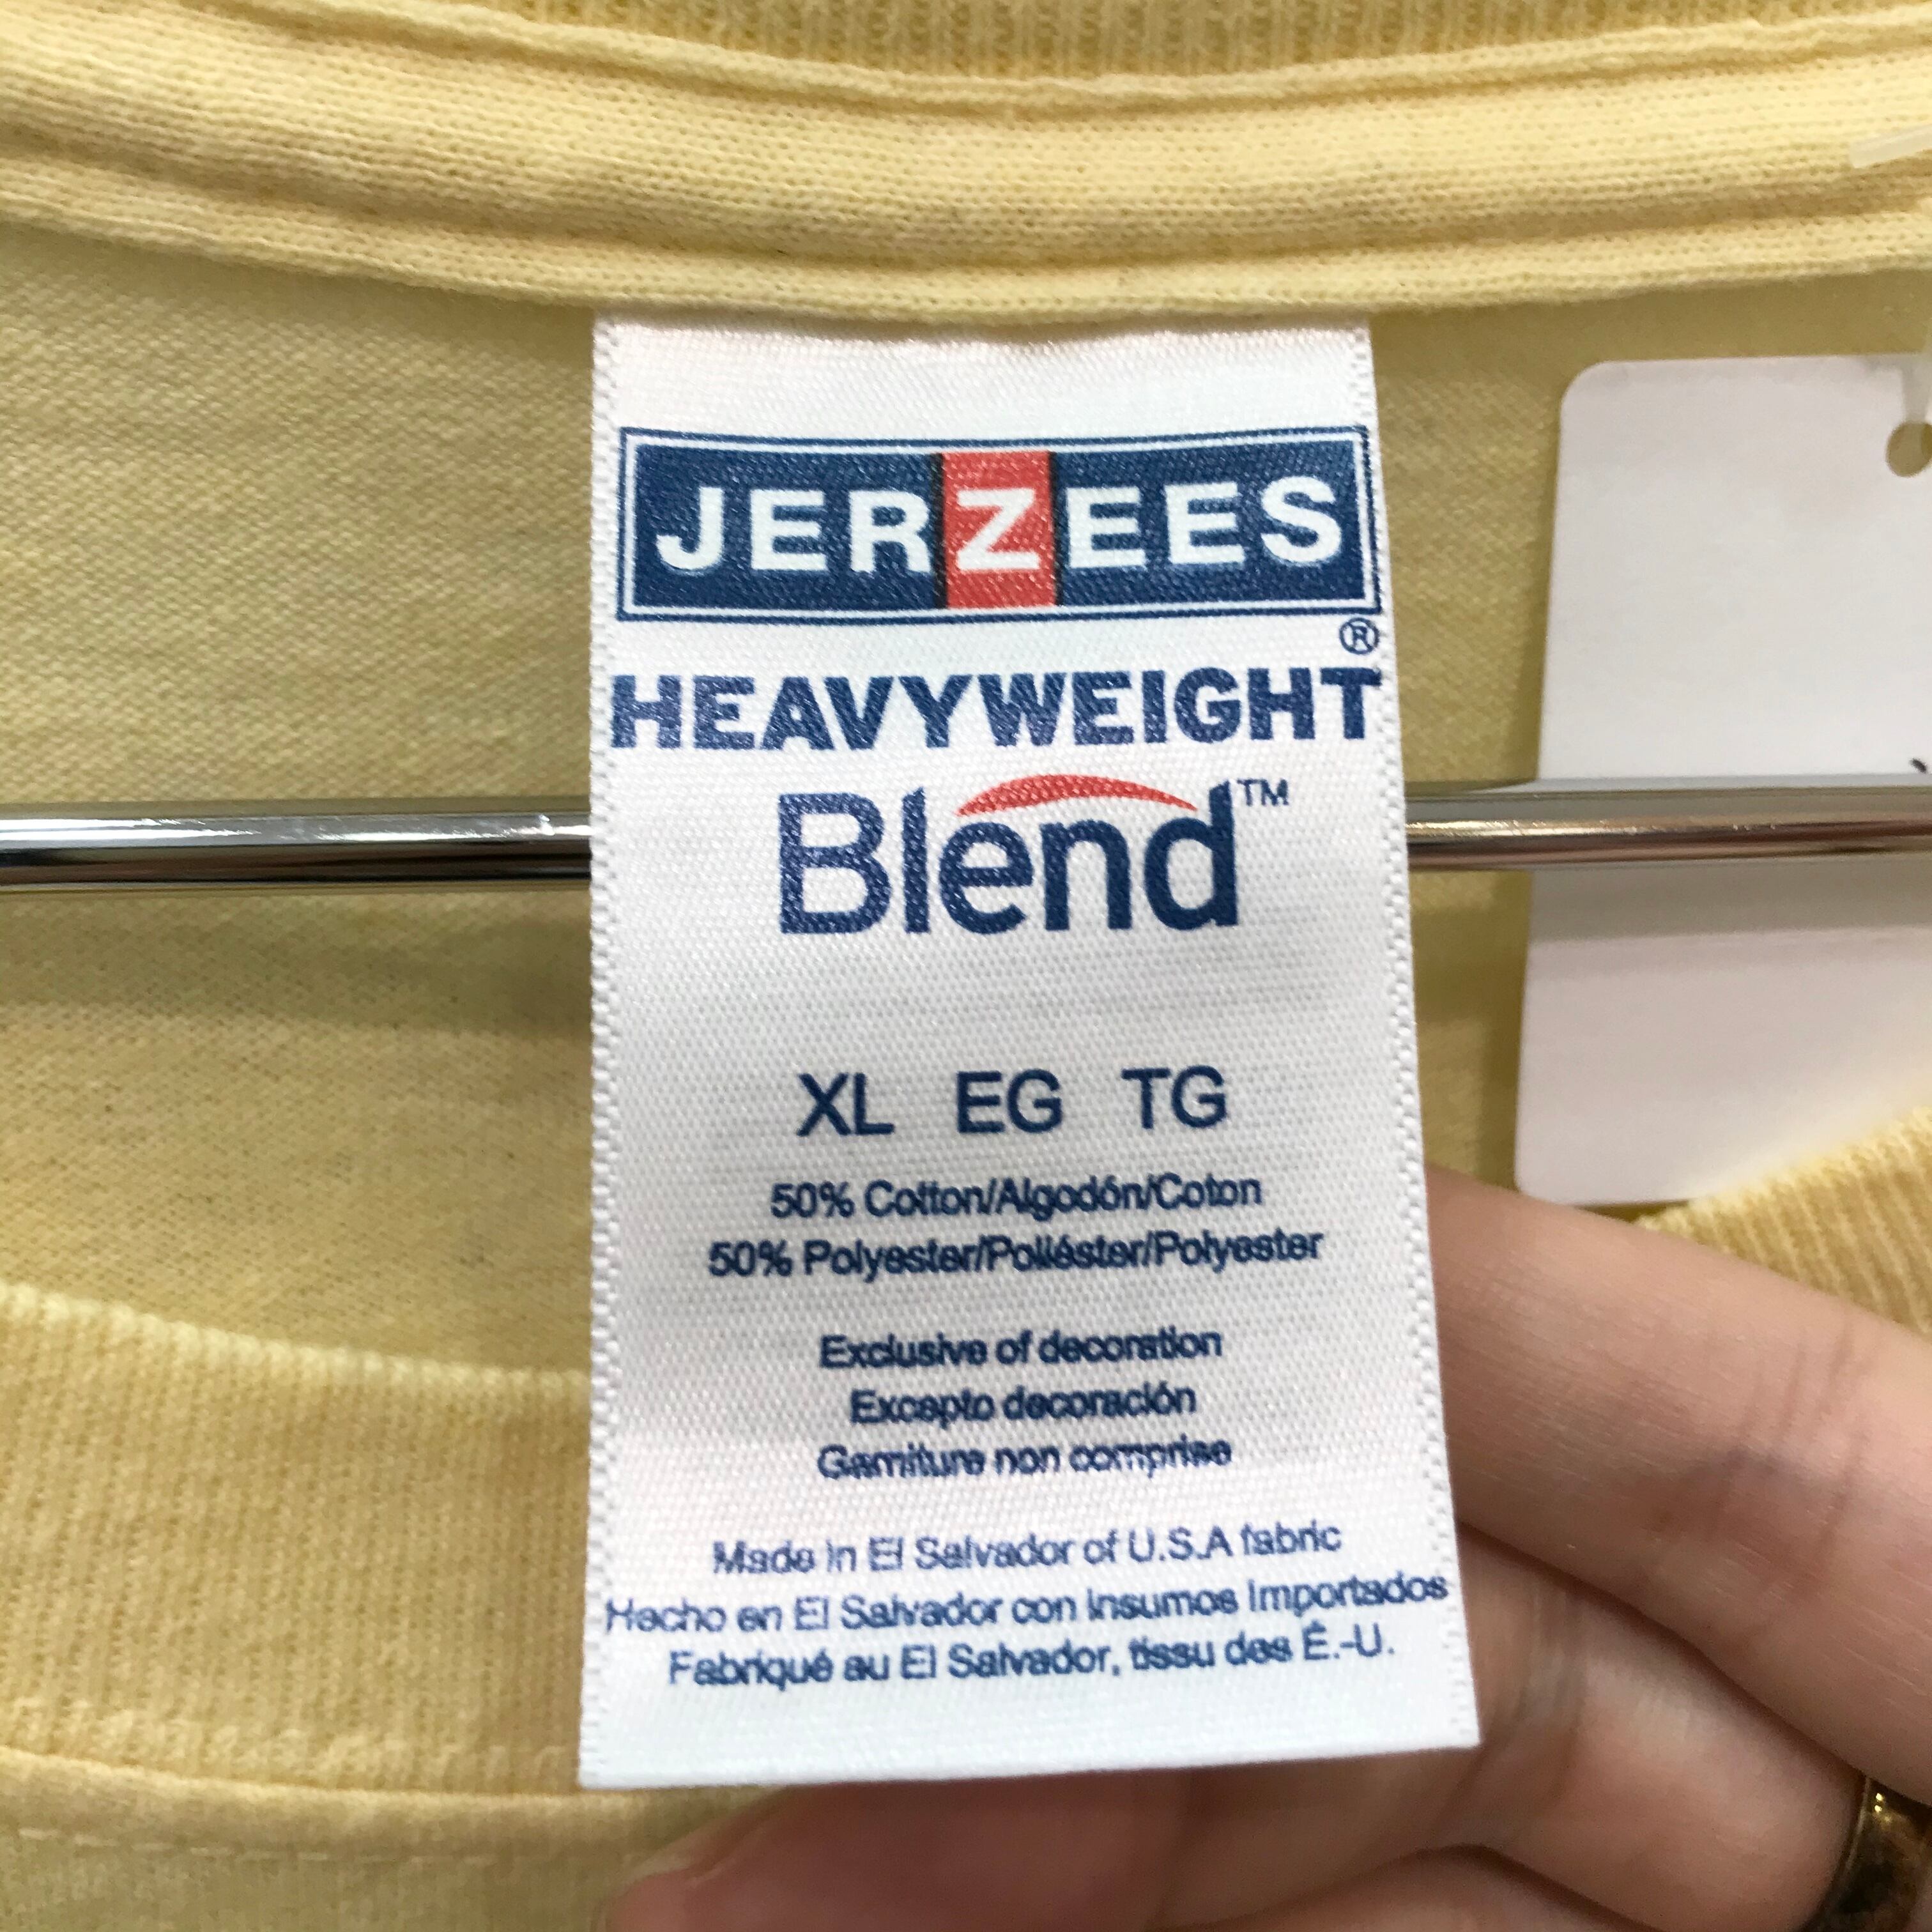 JERZEES
®
HEAVYWEIGHT
Blend™
XL EG TG
50% Cotton/Algodón/Coton
50% Polyester/Poliéster/Polyester
Exclusive of decoration
Excepto decoración
Garniture non comprise
Made in El Salvador of U.S.A fabric
Hecho en El Salvador con insumos importados
Fabriqué au El Salvador, tissu des É.-U.